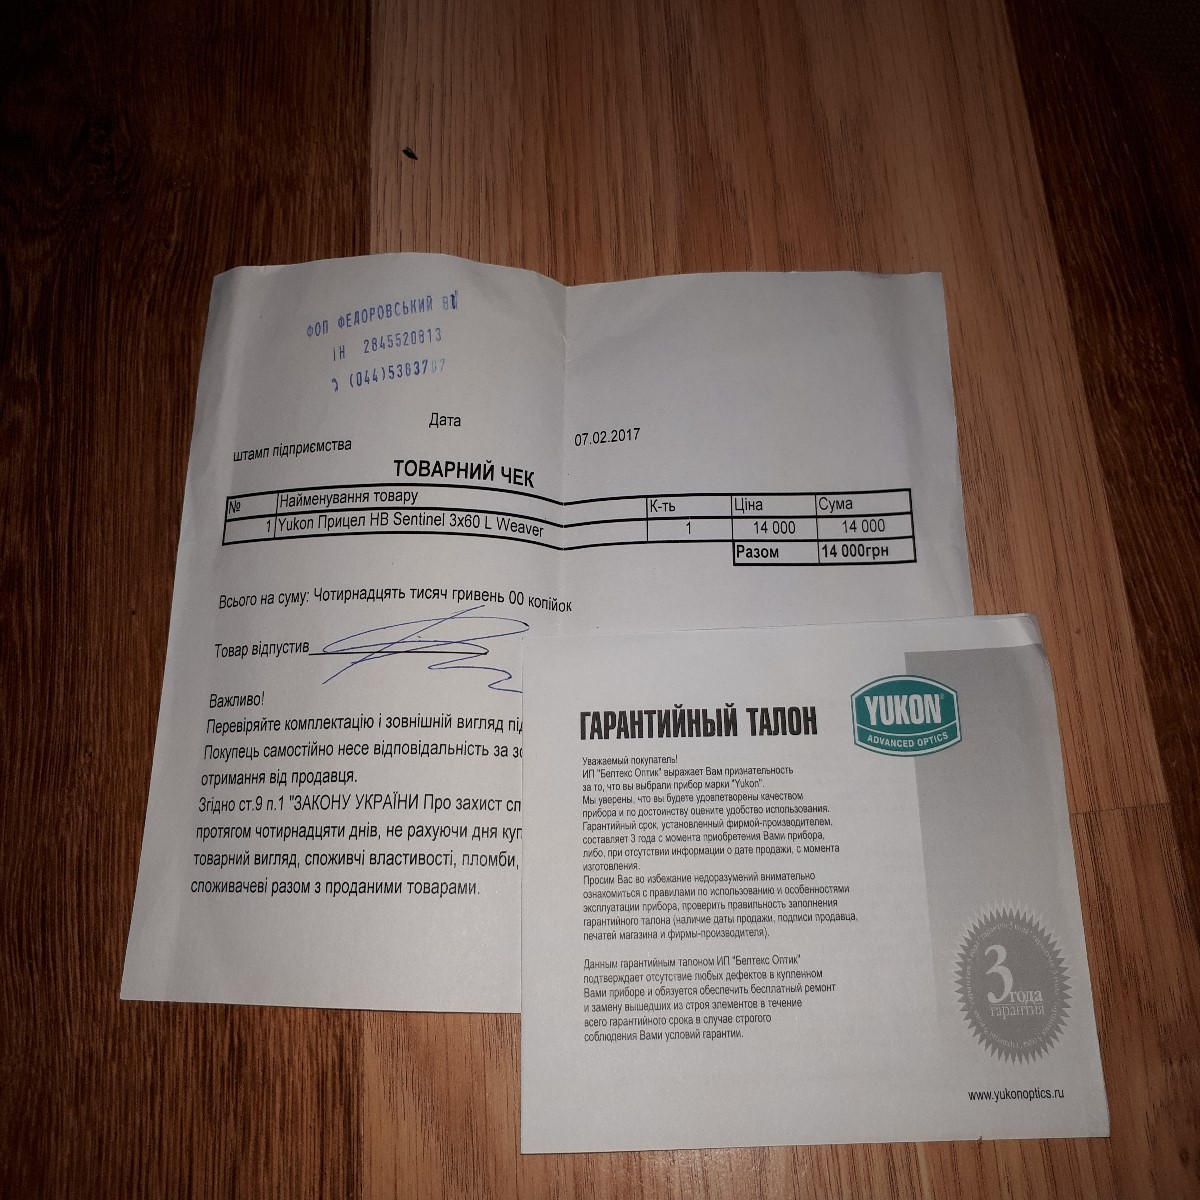 ФОП ФЕДОРОВСЬКИЙ
ІН 2845520813
(044)5363767
Дата
штамп підприємства
07.02.2017
ТОВАРНИЙ ЧЕК
№ Найменування товару К-ть Ціна Сума
1 Yukon Прицел НВ Sentinel 3x60 L Weaver 1 14 000 14 000
Разом 14 000грн
Всього на суму: Чотирнадцять тисяч гривень 00 копійок
Товар відпустив
Важливо!
Перевіряйте комплектацію і зовнішній вигляд
Покупець самостійно несе відповідальність за
отримання від продавця.
Згідно ст.9 п.1 "ЗАКОНУ УКРАЇНИ Про захист
протягом чотирнадцяти днів, не рахуючи дня
товарний вигляд, споживчі властивості, пломби,
споживачеві разом з проданими товарами.
ГАРАНТИЙНЫЙ ТАЛОН
YUKON
ADVANCED OPTICS
Уважаемый покупатель!
ИП "Белтекс Оптик" выражает Вам признательность
за то, что вы выбрали прибор марки "Yukon".
Мы уверены, что вы будете удовлетворены качеством
прибора и по достоинству оцените удобство использования.
Гарантийный срок, установленный фирмой-производителем,
составляет 3 года с момента приобретения Вами прибора,
либо, при отсутствии информации о дате продажи, с момента
изготовления.
Просим Вас во избежание недоразумений внимательно
ознакомиться с правилами по использованию и особенностями
эксплуатации прибора, проверить правильность заполнения
гарантийного талона (наличие даты продажи, подписи продавца,
печатей магазина и фирмы-производителя).
Данным гарантийным талоном ИП "Белтекс Оптик"
подтверждает отсутствие любых дефектов в купленном
Вами приборе и обязуется обеспечить бесплатный ремонт
и замену вышедших из строя элементов в течение
всего гарантийного срока в случае строгого
соблюдения Вами условий гарантии.
3 года
гарантия
www.yukonoptics.ru